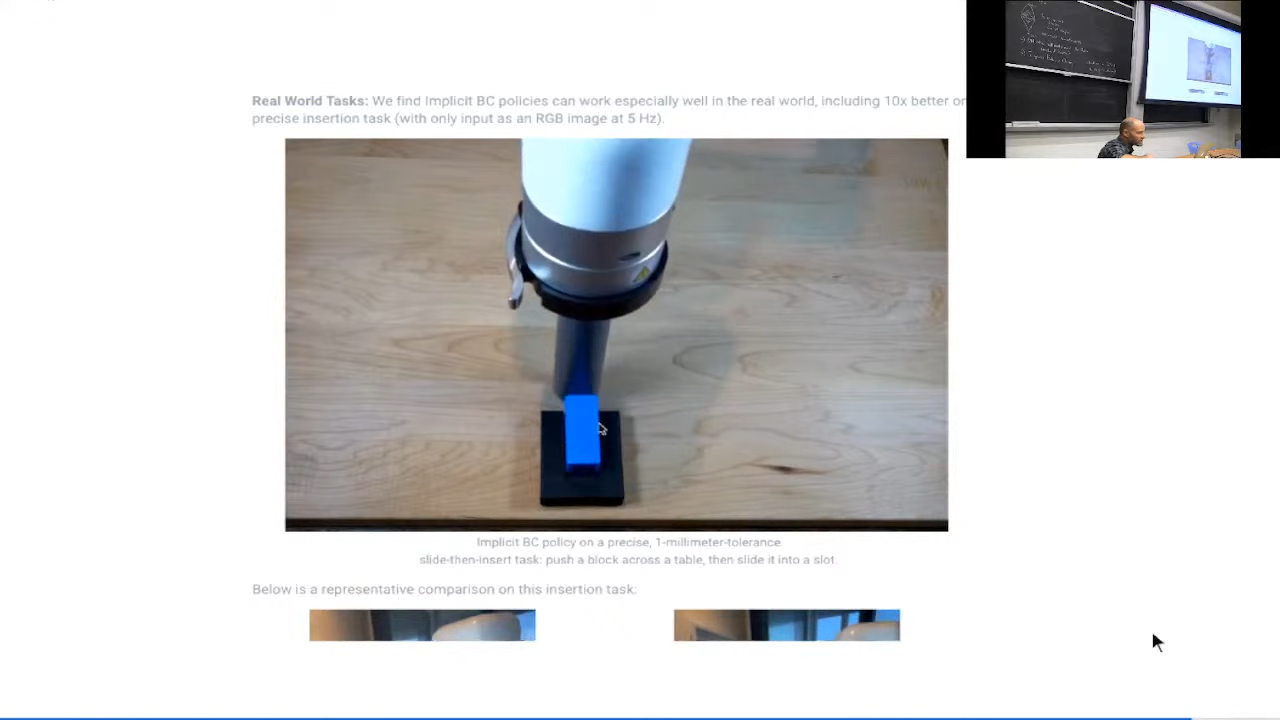 Real World Tasks: We find Implicit BC policies can work especially well in the real world, including 10x better on
precise insertion task (with only input as an RGB image at 5 Hz).
Implicit BC policy on a precise, 1-millimeter-tolerance
slide-then-insert task: push a block across a table, then slide it into a slot.
Below is a representative comparison on this insertion task: